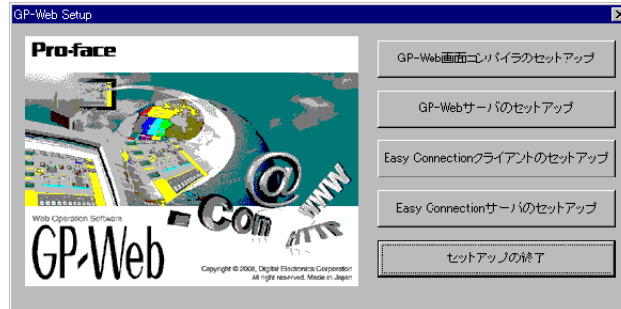 GP-Web Setup
Pro-face
@
.Com
WWW
HTTP
Web Operation Software
GP-Web
Copyright © 2001, Digital Electronics Corporation
All right reserved. Made in Japan
GP-Web画面コンパイラのセットアップ
GP-Webサーバのセットアップ
Easy Connectionクライアントのセットアップ
Easy Connectionサーバのセットアップ
セットアップの終了